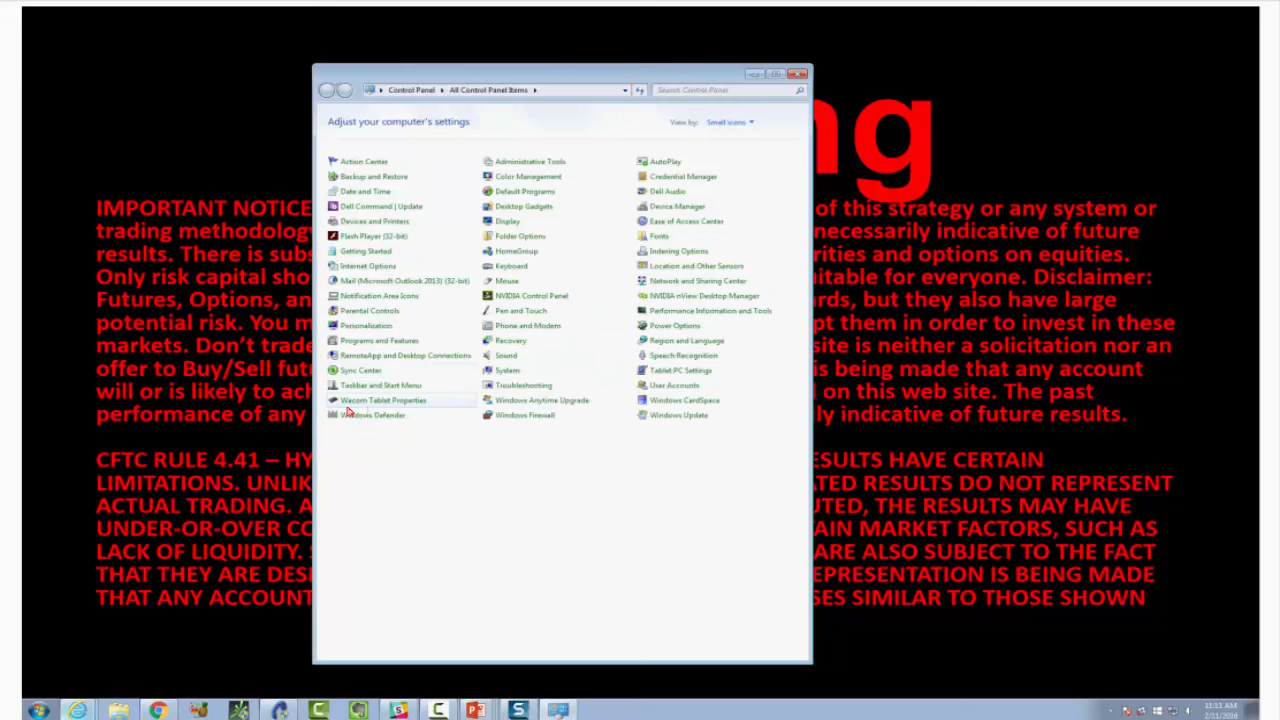 ng
Control Panel
All Control Panel Items
Search Control Panel
Adjust your computer's settings
View by:
Small icons
Action Center
Administrative Tools
AutoPlay
Backup and Restore
Color Management
Credential Manager
Date and Time
Default Programs
Dell Audio
Dell Command | Update
Desktop Gadgets
Device Manager
Devices and Printers
Display
Ease of Access Center
Flash Player (32-bit)
Folder Options
Fonts
Getting Started
HomeGroup
Indexing Options
Internet Options
Keyboard
Location and Other Sensors
Mail (Microsoft Outlook 2013) (32-bit)
Mouse
Network and Sharing Center
Notification Area Icons
NVIDIA Control Panel
NVIDIA nView Desktop Manager
Parental Controls
Pen and Touch
Performance Information and Tools
Personalization
Phone and Modem
Power Options
Programs and Features
Recovery
Region and Language
RemoteApp and Desktop Connections
Sound
Speech Recognition
Sync Center
System
Tablet PC Settings
Taskbar and Start Menu
Troubleshooting
User Accounts
Wacom Tablet Properties
Windows Anytime Upgrade
Windows CardSpace
Windows Defender
Windows Firewall
Windows Update
IMPORTANT NOTICE of this strategy or any system or
trading methodology necessarily indicative of future
results. There is subs rities and options on equities.
Only risk capital sho uitable for everyone. Disclaimer:
Futures, Options, an rds, but they also have large
potential risk. You m pt them in order to invest in these
markets. Don't trade site is neither a solicitation nor an
offer to Buy/Sell futu is being made that any account
will or is likely to ach on this web site. The past
performance of any ly indicative of future results.
CFTC RULE 4.41 – HY ESULTS HAVE CERTAIN
LIMITATIONS. UNLIK ATED RESULTS DO NOT REPRESENT
ACTUAL TRADING. A UTED, THE RESULTS MAY HAVE
UNDER-OR-OVER CO AIN MARKET FACTORS, SUCH AS
LACK OF LIQUIDITY. S ARE ALSO SUBJECT TO THE FACT
THAT THEY ARE DESI EPRESENTATION IS BEING MADE
THAT ANY ACCOUNT SES SIMILAR TO THOSE SHOWN
11:11 AM
2/11/2016